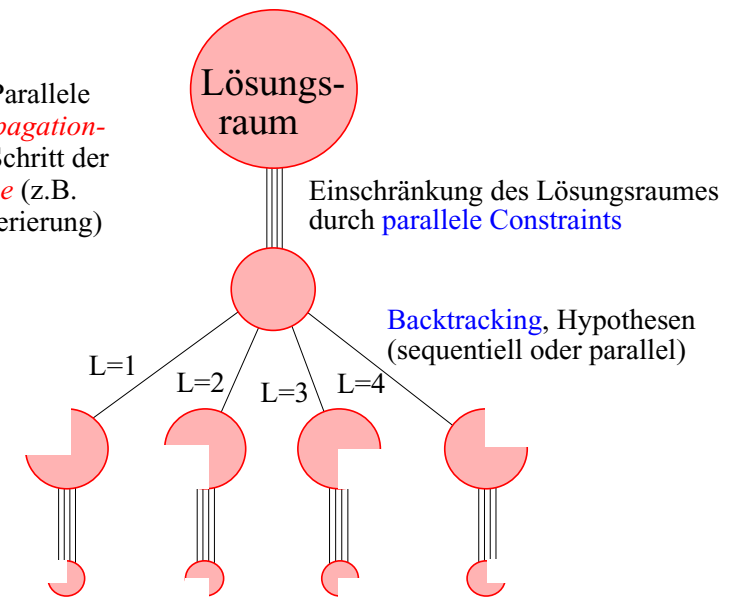 Lösungs-
raum
Parallele
pagation-
Schritt der
e (z.B.
erierung)
Einschränkung des Lösungsraumes
durch parallele Constraints
Backtracking, Hypothesen
(sequentiell oder parallel)
L=1
L=2
L=3
L=4